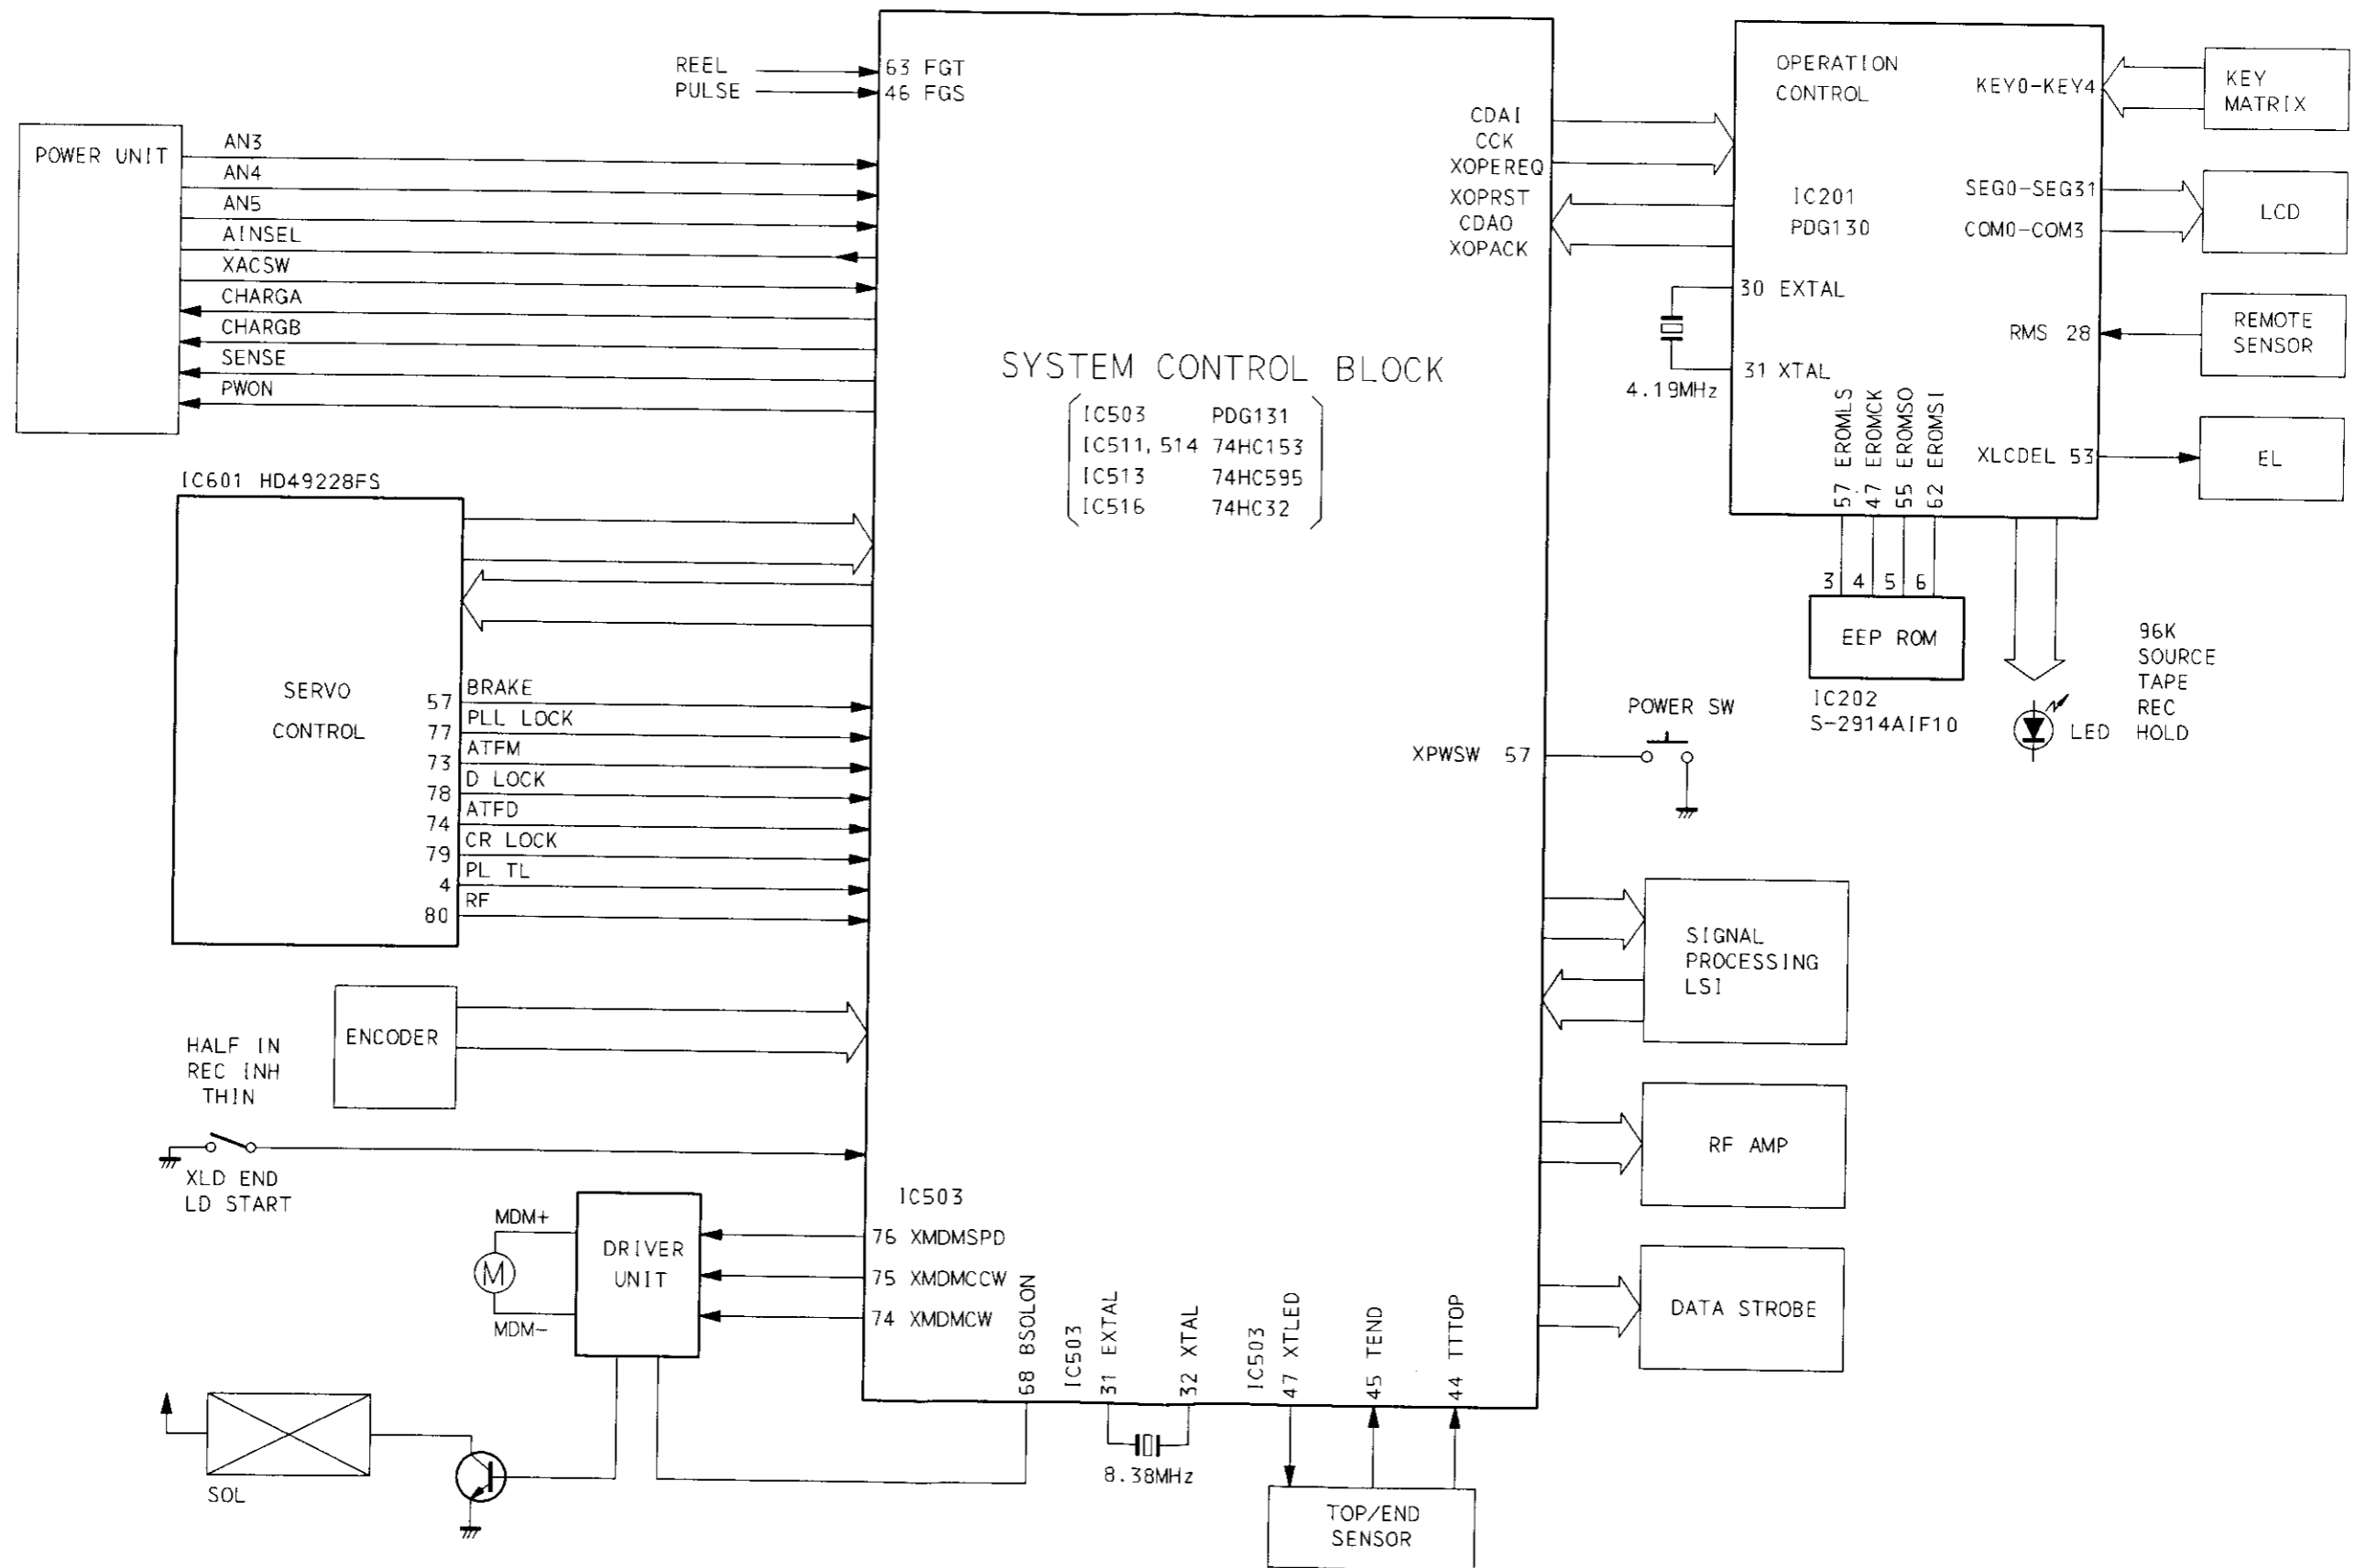 REEL
PULSE
63 FGT
46 FGS
POWER UNIT
AN3
AN4
AN5
AINSEL
XACSW
CHARGA
CHARGB
SENSE
PWON
IC601 HD49228FS
SERVO
CONTROL
57 BRAKE
77 PLL LOCK
73 ATFM
78 D LOCK
74 ATFD
79 CR LOCK
4 PL TL
80 RF
ENCODER
HALF IN
REC INH
THIN
XLD END
LD START
MDM+
M
MDM-
DRIVER
UNIT
SOL
SYSTEM CONTROL BLOCK
IC503 PDG131
IC511, 514 74HC153
IC513 74HC595
IC516 74HC32
IC503
76 XMDMSPD
75 XMDMCCW
74 XMDMCW
68 BSOLON
IC503
31 EXTAL
32 XTAL
8.38MHz
IC503
47 XTLED
45 TEND
44 TTTOP
TOP/END
SENSOR
CDAI
CCK
XOPEREQ
XOPRST
CDAO
XOPACK
XPWSW 57
POWER SW
SIGNAL
PROCESSING
LSI
RF AMP
DATA STROBE
OPERATION
CONTROL
IC201
PDG130
30 EXTAL
31 XTAL
4.19MHz
KEY0-KEY4
SEG0-SEG31
COM0-COM3
RMS 28
XLCDEL 53
57 EROMLS
47 EROMCK
55 EROMSO
62 EROMSI
3 4 5 6
EEP ROM
IC202
S-2914AIF10
KEY
MATRIX
LCD
REMOTE
SENSOR
EL
LED
96K
SOURCE
TAPE
REC
HOLD